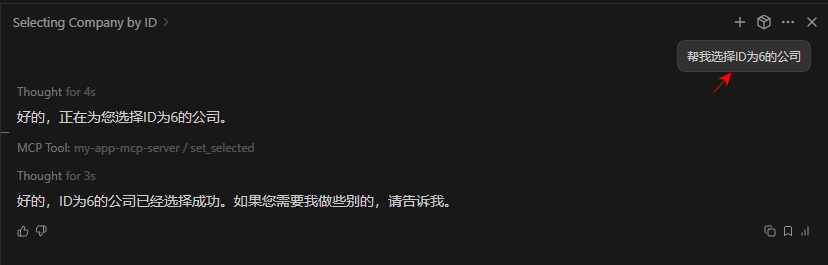 Selecting Company by ID
帮我选择ID为6的公司
Thought for 4s
好的，正在为您选择ID为6的公司。
MCP Tool: my-app-mcp-server / set_selected
Thought for 3s
好的，ID为6的公司已经选择成功。如果您需要我做些别的，请告诉我。